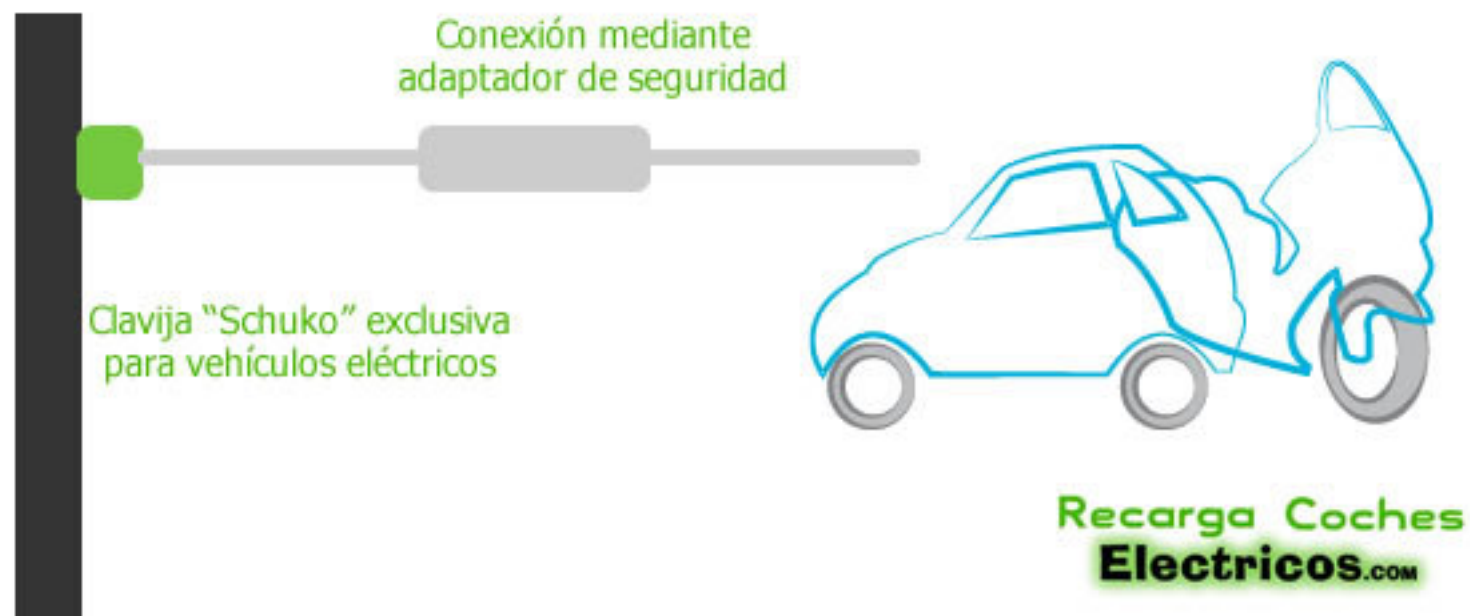 Conexión mediante
adaptador de seguridad
Clavija “Schuko” exclusiva
para vehículos eléctricos
Recarga Coches
Electricos.com